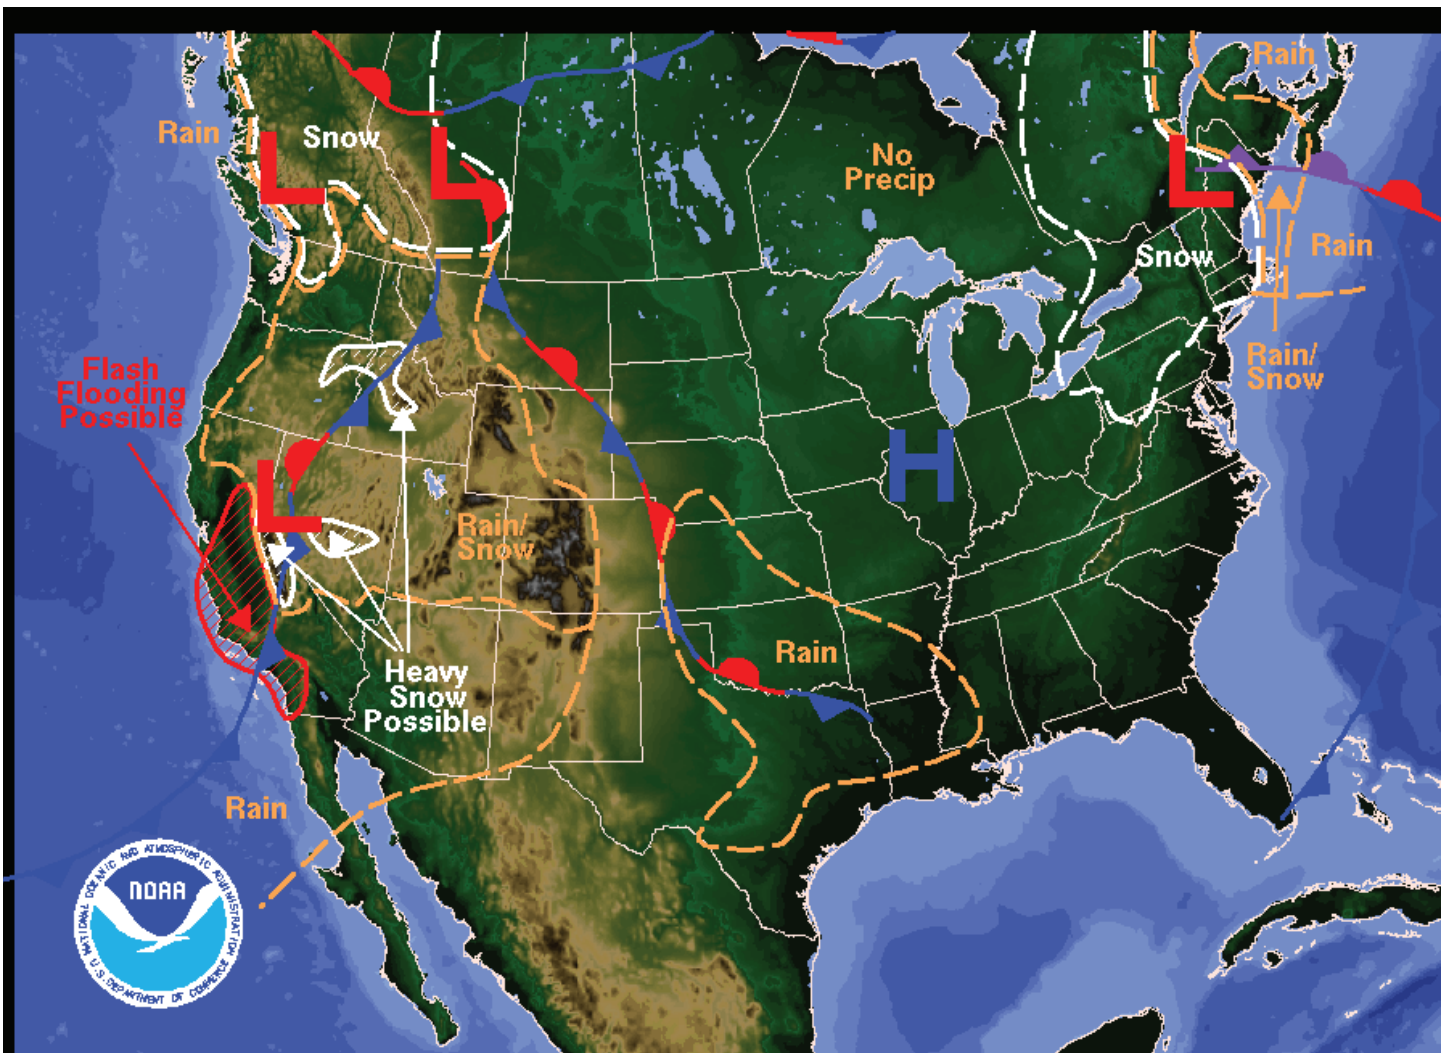 Rain
Rain
Snow
No
Precip
Rain
Snow
Rain/
Snow
Flash
Flooding
Possible
L
L
L
L
H
Rain/
Snow
Rain
Heavy
Snow
Possible
Rain
NATIONAL OCEANIC AND ATMOSPHERIC ADMINISTRATION
NOAA
U.S. DEPARTMENT OF COMMERCE